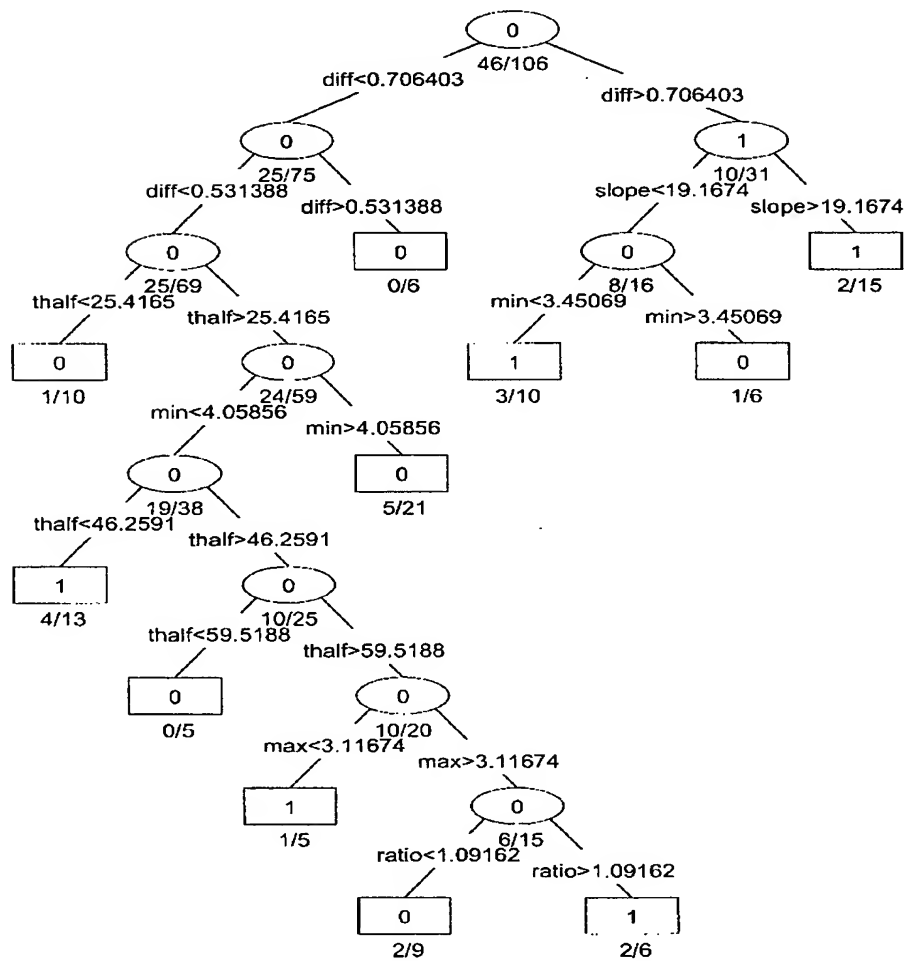 0
46/106
diff<0.706403
diff>0.706403
0
25/75
1
10/31
diff<0.531388
diff>0.531388
slope<19.1674
slope>19.1674
0
25/69
0
0/6
0
8/16
1
2/15
thalf<25.4165
thalf>25.4165
min<3.45069
min>3.45069
0
1/10
0
24/59
1
3/10
0
1/6
min<4.05856
min>4.05856
0
19/38
0
5/21
thalf<46.2591
thalf>46.2591
1
4/13
0
10/25
thalf<59.5188
thalf>59.5188
0
0/5
0
10/20
max<3.11674
max>3.11674
1
1/5
0
6/15
ratio<1.09162
ratio>1.09162
0
2/9
1
2/6